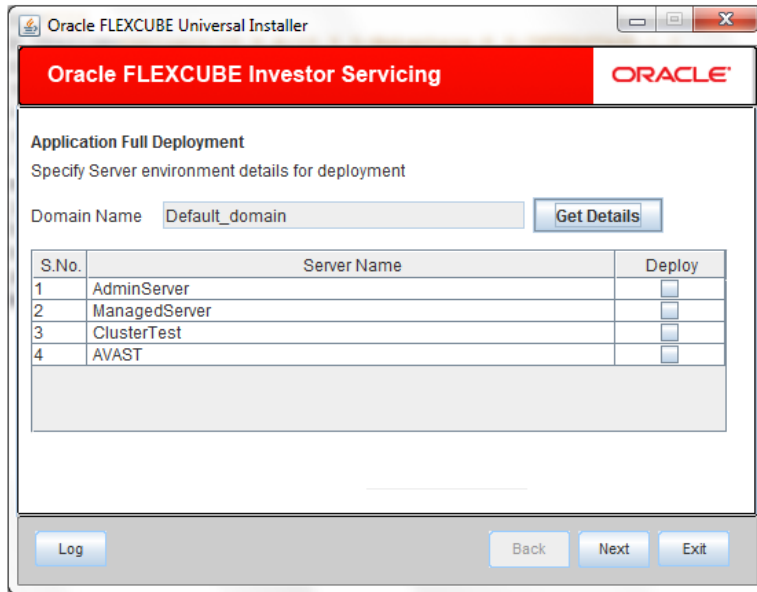 Oracle FLEXCUBE Universal Installer
Oracle FLEXCUBE Investor Servicing
ORACLE
Application Full Deployment
Specify Server environment details for deployment
Domain Name Default_domain Get Details
S.No. Server Name Deploy
1 AdminServer
2 ManagedServer
3 ClusterTest
4 AVAST
Log Back Next Exit